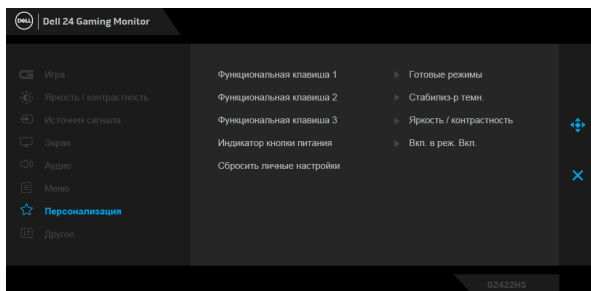 DELL Dell 24 Gaming Monitor
Игра
Яркость / контрастность
Источник сигнала
Экран
Аудио
Меню
Персонализация
Другое
Функциональная клавиша 1 Готовые режимы
Функциональная клавиша 2 Стабилиз-р темн.
Функциональная клавиша 3 Яркость / контрастность
Индикатор кнопки питания Вкл. в реж. Вкл.
Сбросить личные настройки
G2422HS